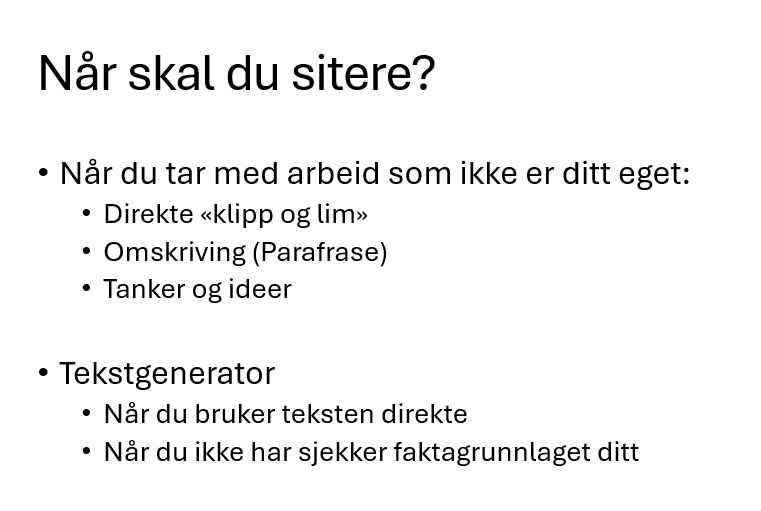 Når skal du sitere?
• Når du tar med arbeid som ikke er ditt eget:
• Direkte «klipp og lim»
• Omskriving (Parafrase)
• Tanker og ideer
• Tekstgenerator
• Når du bruker teksten direkte
• Når du ikke har sjekker faktagrunnlaget ditt